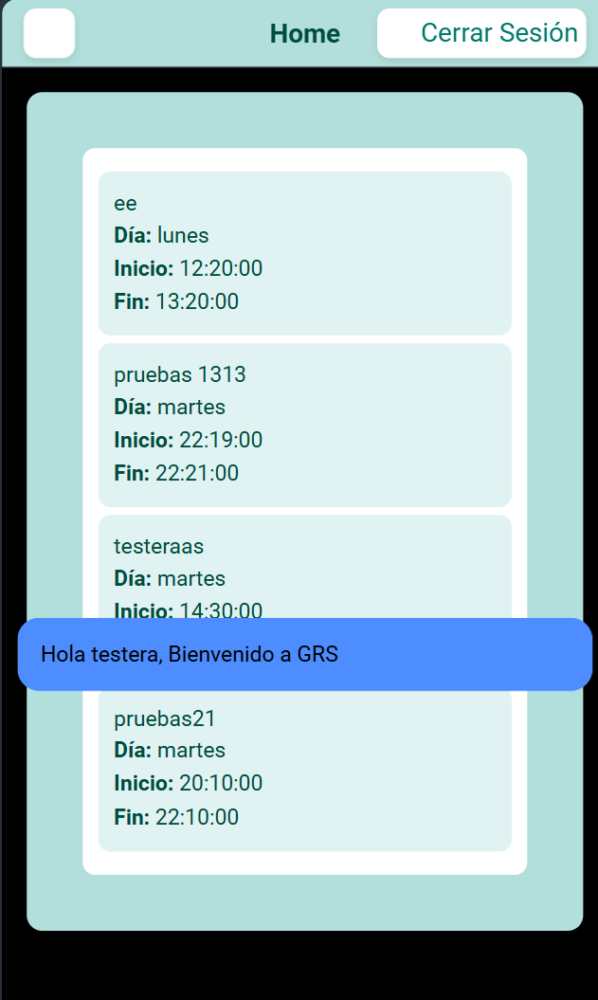 Home
Cerrar Sesión
ee
Día: lunes
Inicio: 12:20:00
Fin: 13:20:00
pruebas 1313
Día: martes
Inicio: 22:19:00
Fin: 22:21:00
testeraas
Día: martes
Inicio: 14:30:00
Hola testera, Bienvenido a GRS
pruebas21
Día: martes
Inicio: 20:10:00
Fin: 22:10:00